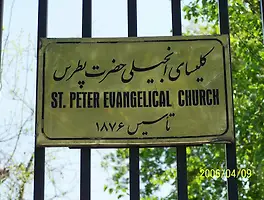 کلیسای انجیلی حضرت پطرس
ST. PETER EVANGELICAL CHURCH
تاسیس ۱۸۷۶
2005/04/09